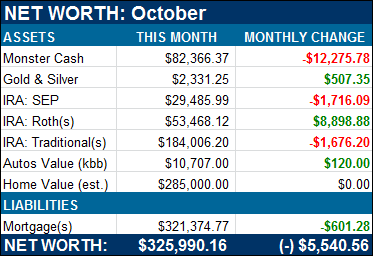 NET WORTH: October
ASSETS THIS MONTH MONTHLY CHANGE
Monster Cash $82,366.37 -$12,275.78
Gold & Silver $2,331.25 $507.35
IRA: SEP $29,485.99 -$1,716.09
IRA: Roth(s) $53,468.12 $8,898.88
IRA: Traditional(s) $184,006.20 -$1,676.20
Autos Value (kbb) $10,707.00 $120.00
Home Value (est.) $285,000.00 $0.00
LIABILITIES
Mortgage(s) $321,374.77 -$601.28
NET WORTH: $325,990.16 (-) $5,540.56